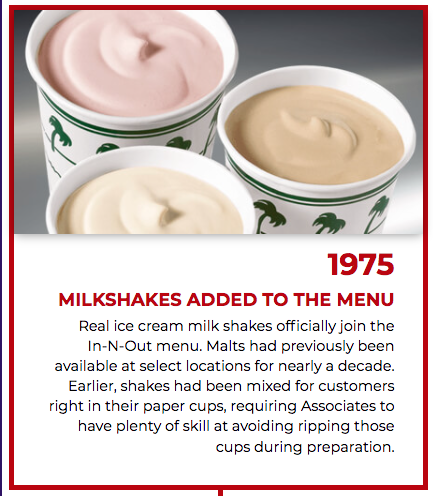 1975
MILKSHAKES ADDED TO THE MENU
Real ice cream milk shakes officially join the
In-N-Out menu. Malts had previously been
available at select locations for nearly a decade.
Earlier, shakes had been mixed for customers
right in their paper cups, requiring Associates to
have plenty of skill at avoiding ripping those
cups during preparation.